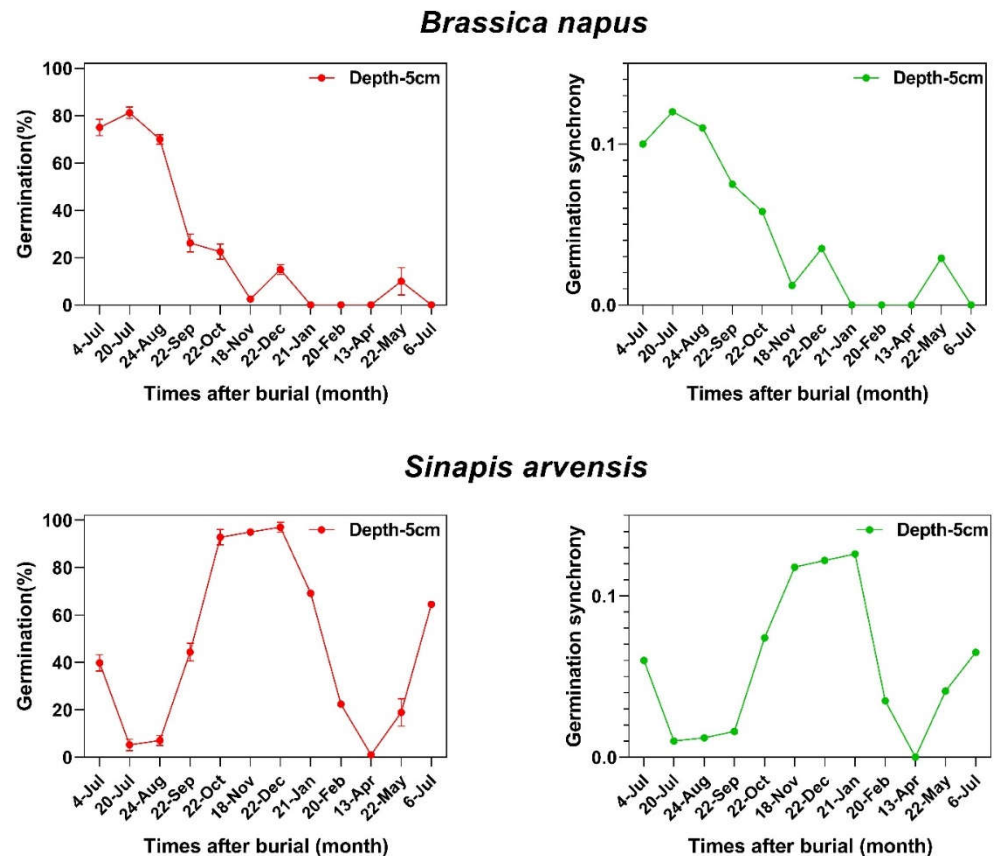 Brassica napus
Germination(%)
100
80
60
40
20
0
Depth-5cm
4-Jul
20-Jul
24-Aug
22-Sep
22-Oct
18-Nov
22-Dec
21-Jan
20-Feb
13-Apr
22-May
6-Jul
Times after burial (month)
Germination synchrony
0.1
0.0
Depth-5cm
4-Jul
20-Jul
24-Aug
22-Sep
22-Oct
18-Nov
22-Dec
21-Jan
20-Feb
13-Apr
22-May
6-Jul
Times after burial (month)
Sinapis arvensis
Germination(%)
100
80
60
40
20
0
Depth-5cm
4-Jul
20-Jul
24-Aug
22-Sep
22-Oct
18-Nov
22-Dec
21-Jan
20-Feb
13-Apr
22-May
6-Jul
Times after burial (month)
Germination synchrony
0.1
0.0
Depth-5cm
4-Jul
20-Jul
24-Aug
22-Sep
22-Oct
18-Nov
22-Dec
21-Jan
20-Feb
13-Apr
22-May
6-Jul
Times after burial (month)